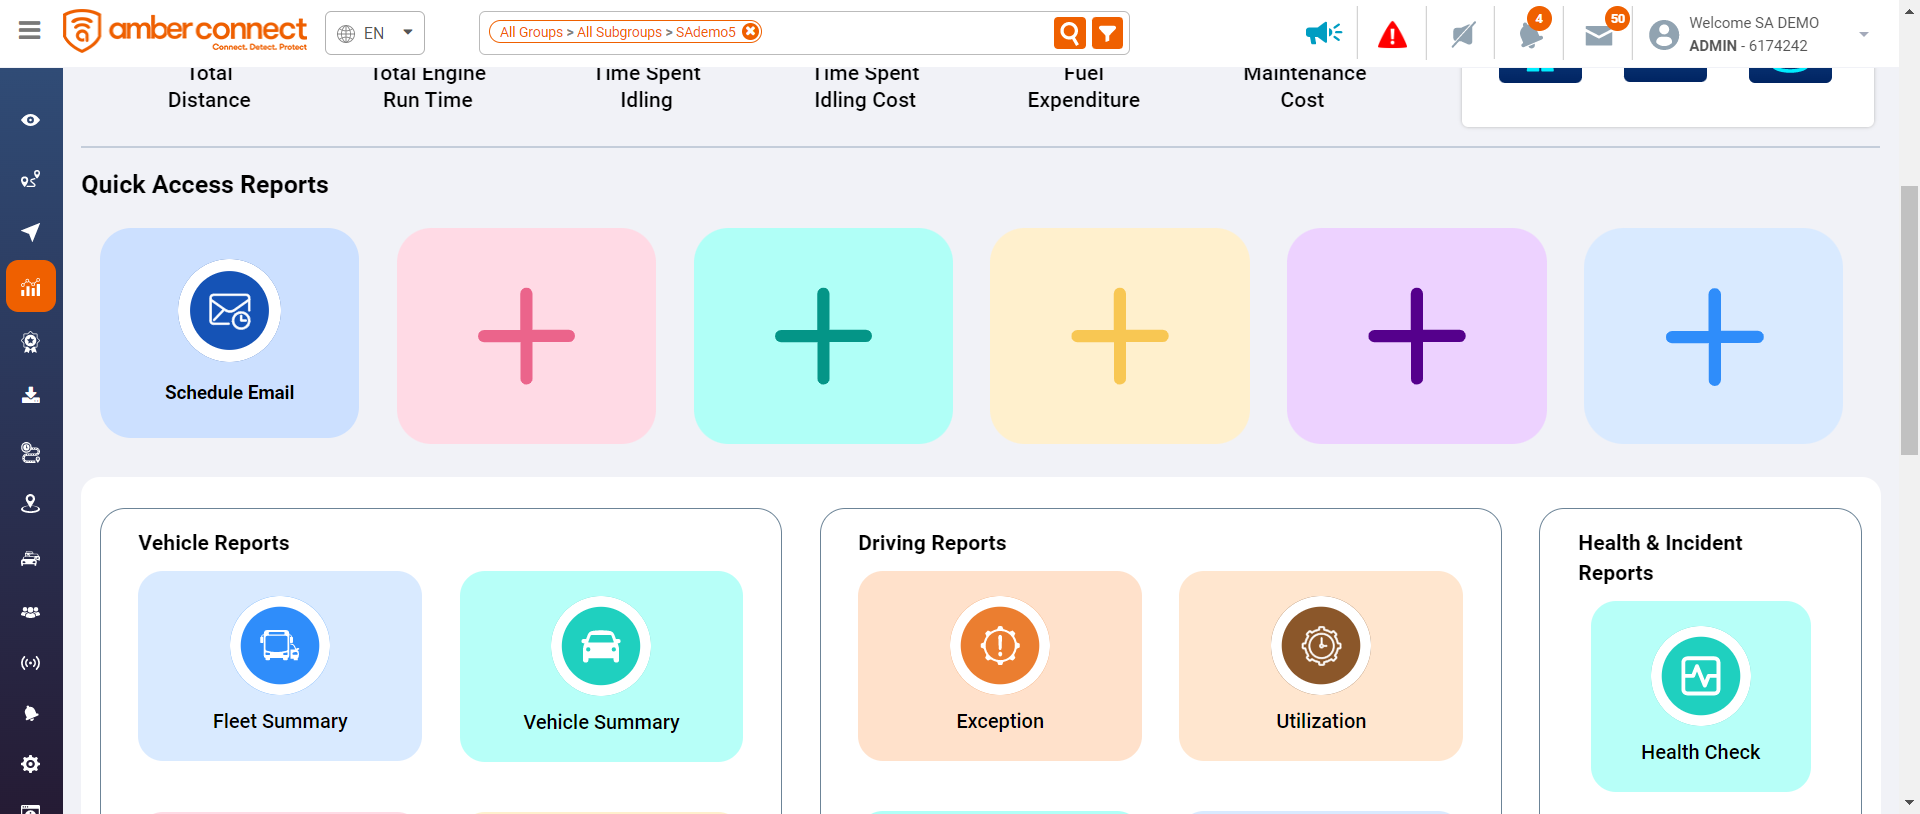 amber connect
Connect. Detect. Protect
EN
All Groups > All Subgroups > SAdemo5
4
50
Welcome SA DEMO
ADMIN - 6174242
Total
Distance
Total Engine
Run Time
Time Spent
Idling
Time Spent
Idling Cost
Fuel
Expenditure
Maintenance
Cost
Quick Access Reports
Schedule Email
Vehicle Reports
Fleet Summary
Vehicle Summary
Driving Reports
Exception
Utilization
Health & Incident
Reports
Health Check